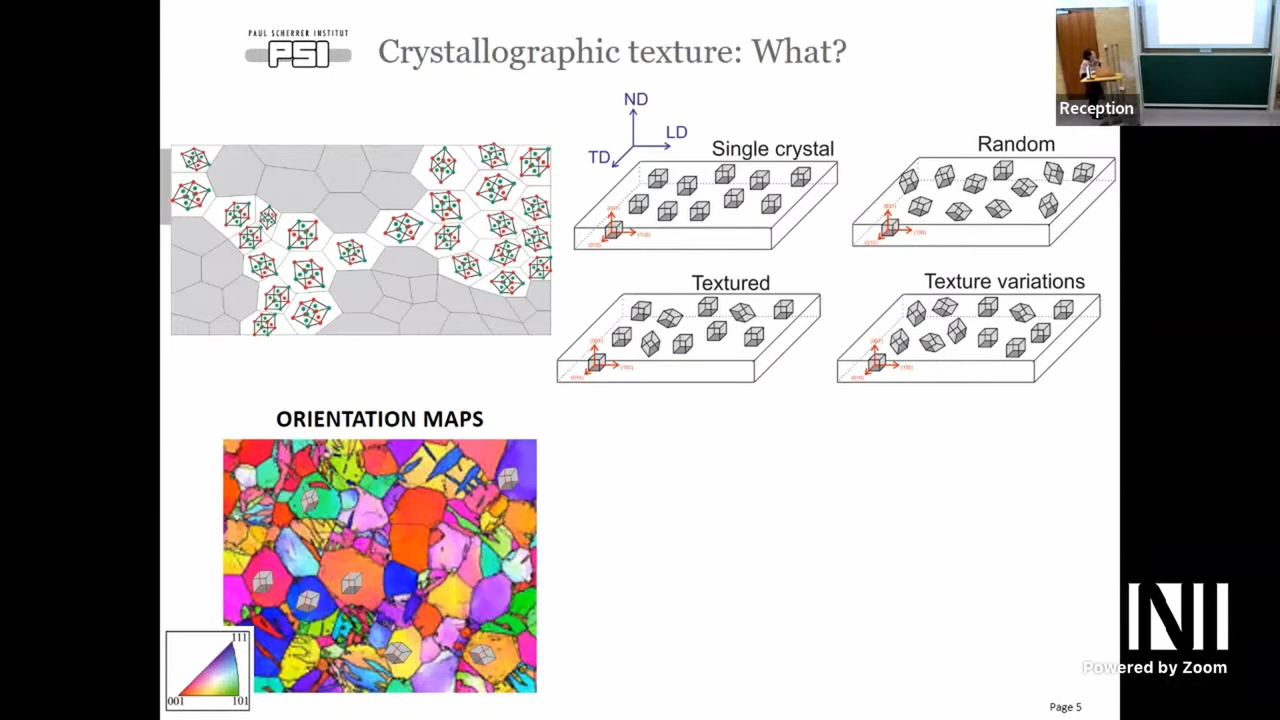 PAUL SCHERRER INSTITUT
PSI
Crystallographic texture: What?
Reception
ND
LD
TD
Single crystal
Random
Textured
Texture variations
ORIENTATION MAPS
111
001
101
Powered by Zoom
Page 5